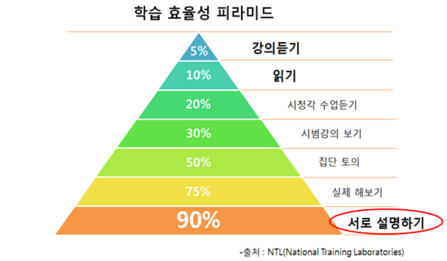 학습 효율성 피라미드
5% 강의듣기
10% 읽기
20% 시청각 수업듣기
30% 시범강의 보기
50% 집단 토의
75% 실제 해보기
90% 서로 설명하기
-출처 : NTL(National Training Laboratories)